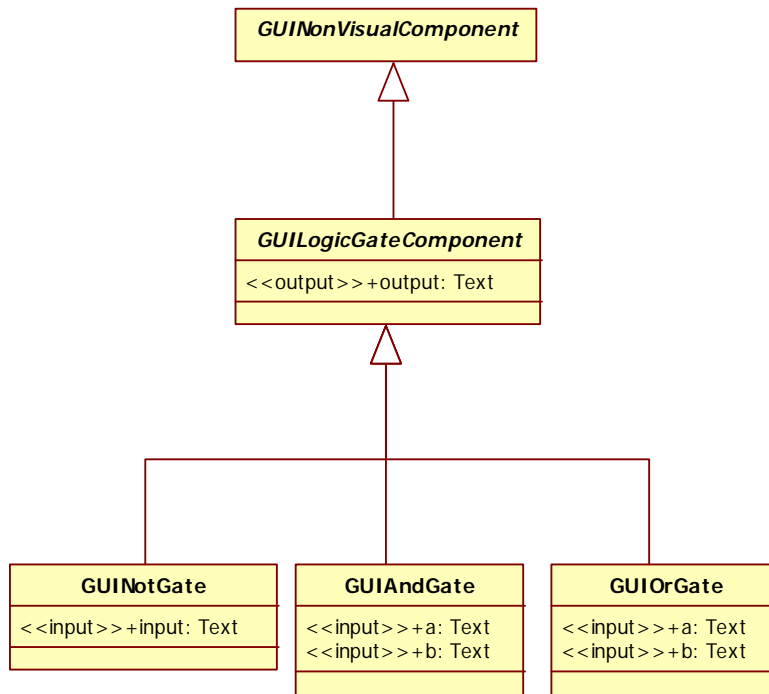 GUINonVisualComponent
GUILogicGateComponent
<<output>>+output: Text
GUINotGate
<<input>>+input: Text
GUIAndGate
<<input>>+a: Text
<<input>>+b: Text
GUIOrGate
<<input>>+a: Text
<<input>>+b: Text